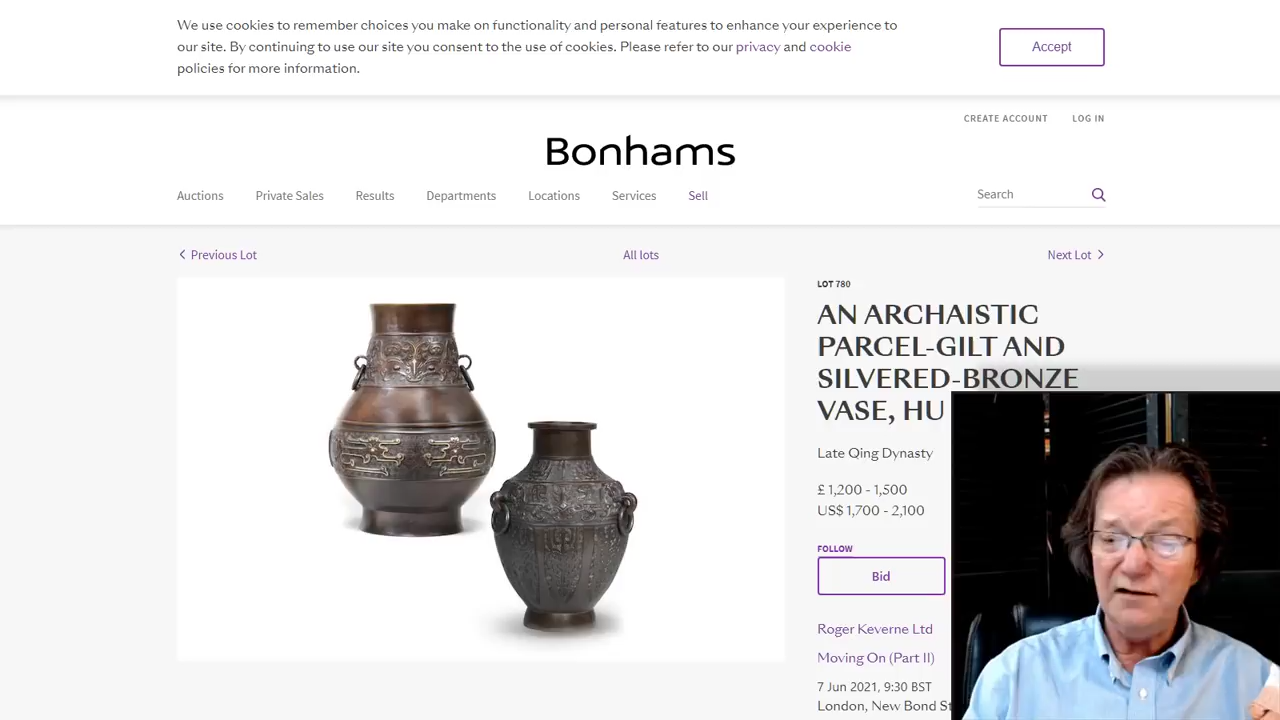 We use cookies to remember choices you make on functionality and personal features to enhance your experience to
our site. By continuing to use our site you consent to the use of cookies. Please refer to our privacy and cookie
policies for more information.
Accept
CREATE ACCOUNT LOG IN
Bonhams
Auctions Private Sales Results Departments Locations Services Sell
Search
Previous Lot All lots Next Lot
LOT 780
AN ARCHAISTIC
PARCEL-GILT AND
SILVERED-BRONZE
VASE, HU
Late Qing Dynasty
£ 1,200 - 1,500
US$ 1,700 - 2,100
FOLLOW
Bid
Roger Keverne Ltd
Moving On (Part II)
7 Jun 2021, 9:30 BST
London, New Bond